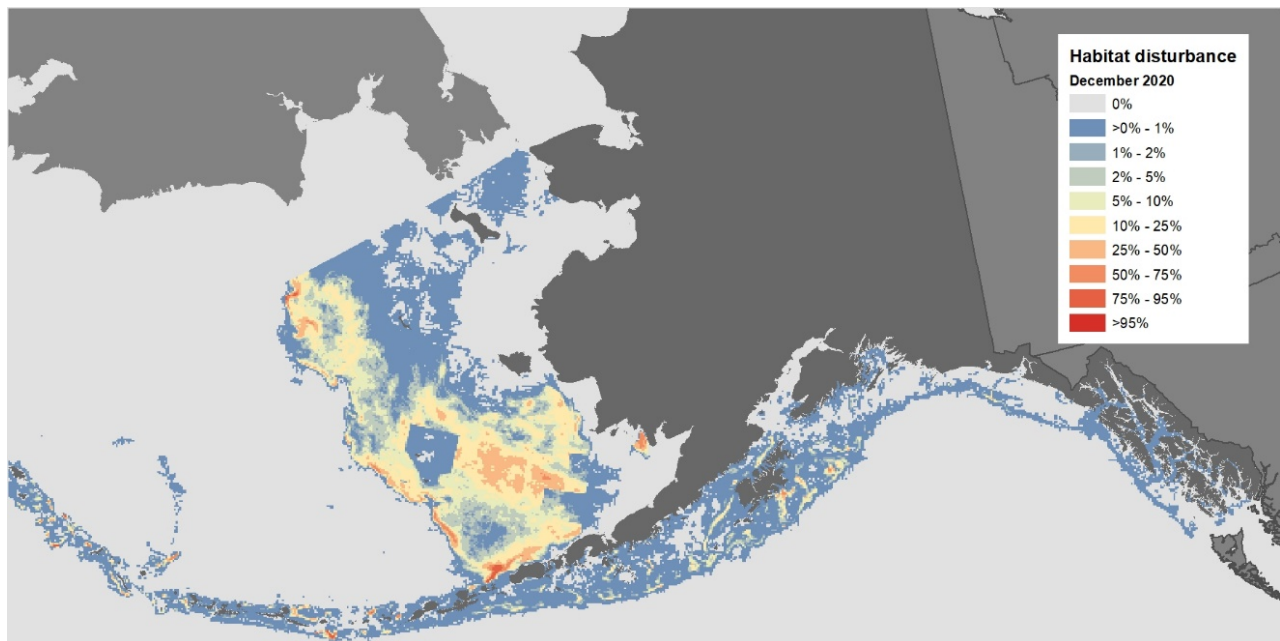 Habitat disturbance
December 2020
0%
>0% - 1%
1% - 2%
2% - 5%
5% - 10%
10% - 25%
25% - 50%
50% - 75%
75% - 95%
>95%